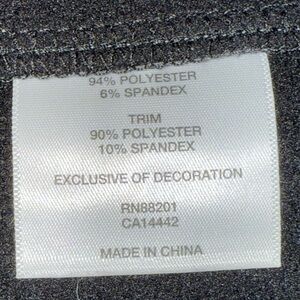 94% POLYESTER
6% SPANDEX
TRIM
90% POLYESTER
10% SPANDEX
EXCLUSIVE OF DECORATION
RN88201
CA14442
MADE IN CHINA